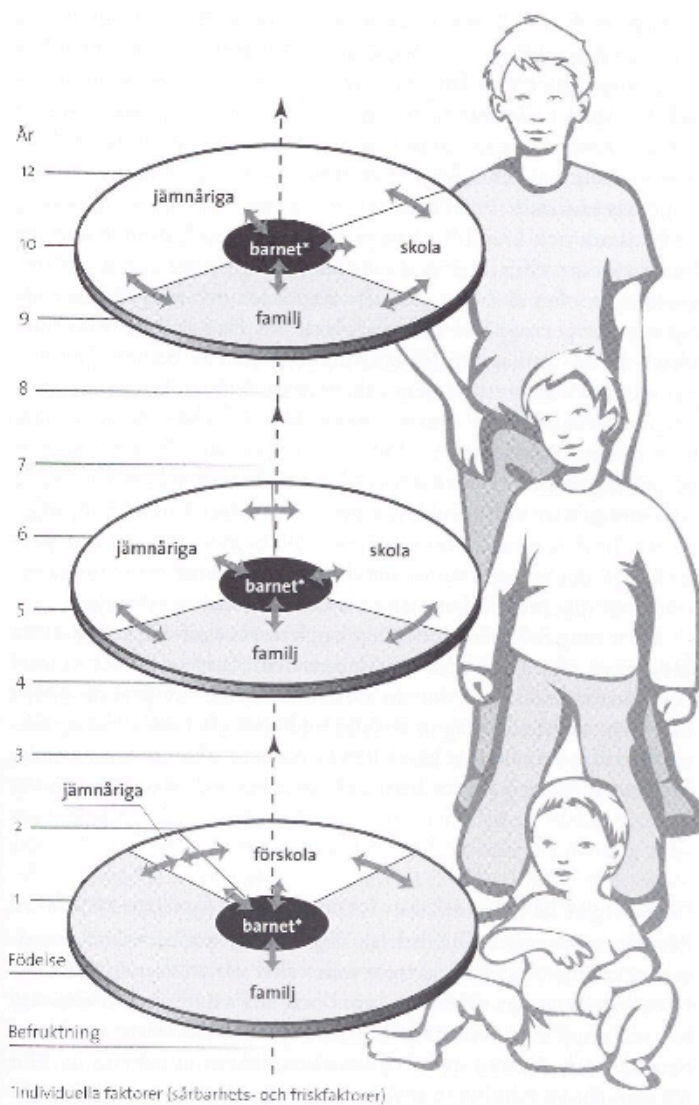 År
12
jämnåriga
10
barnet*
skola
familj
9
8
7
6
jämnåriga
skola
barnet*
5
familj
4
3
jämnåriga
2
förskola
1
barnet*
Födelse
familj
Befruktning
*Individuella faktorer (sårbarhets- och friskfaktorer)